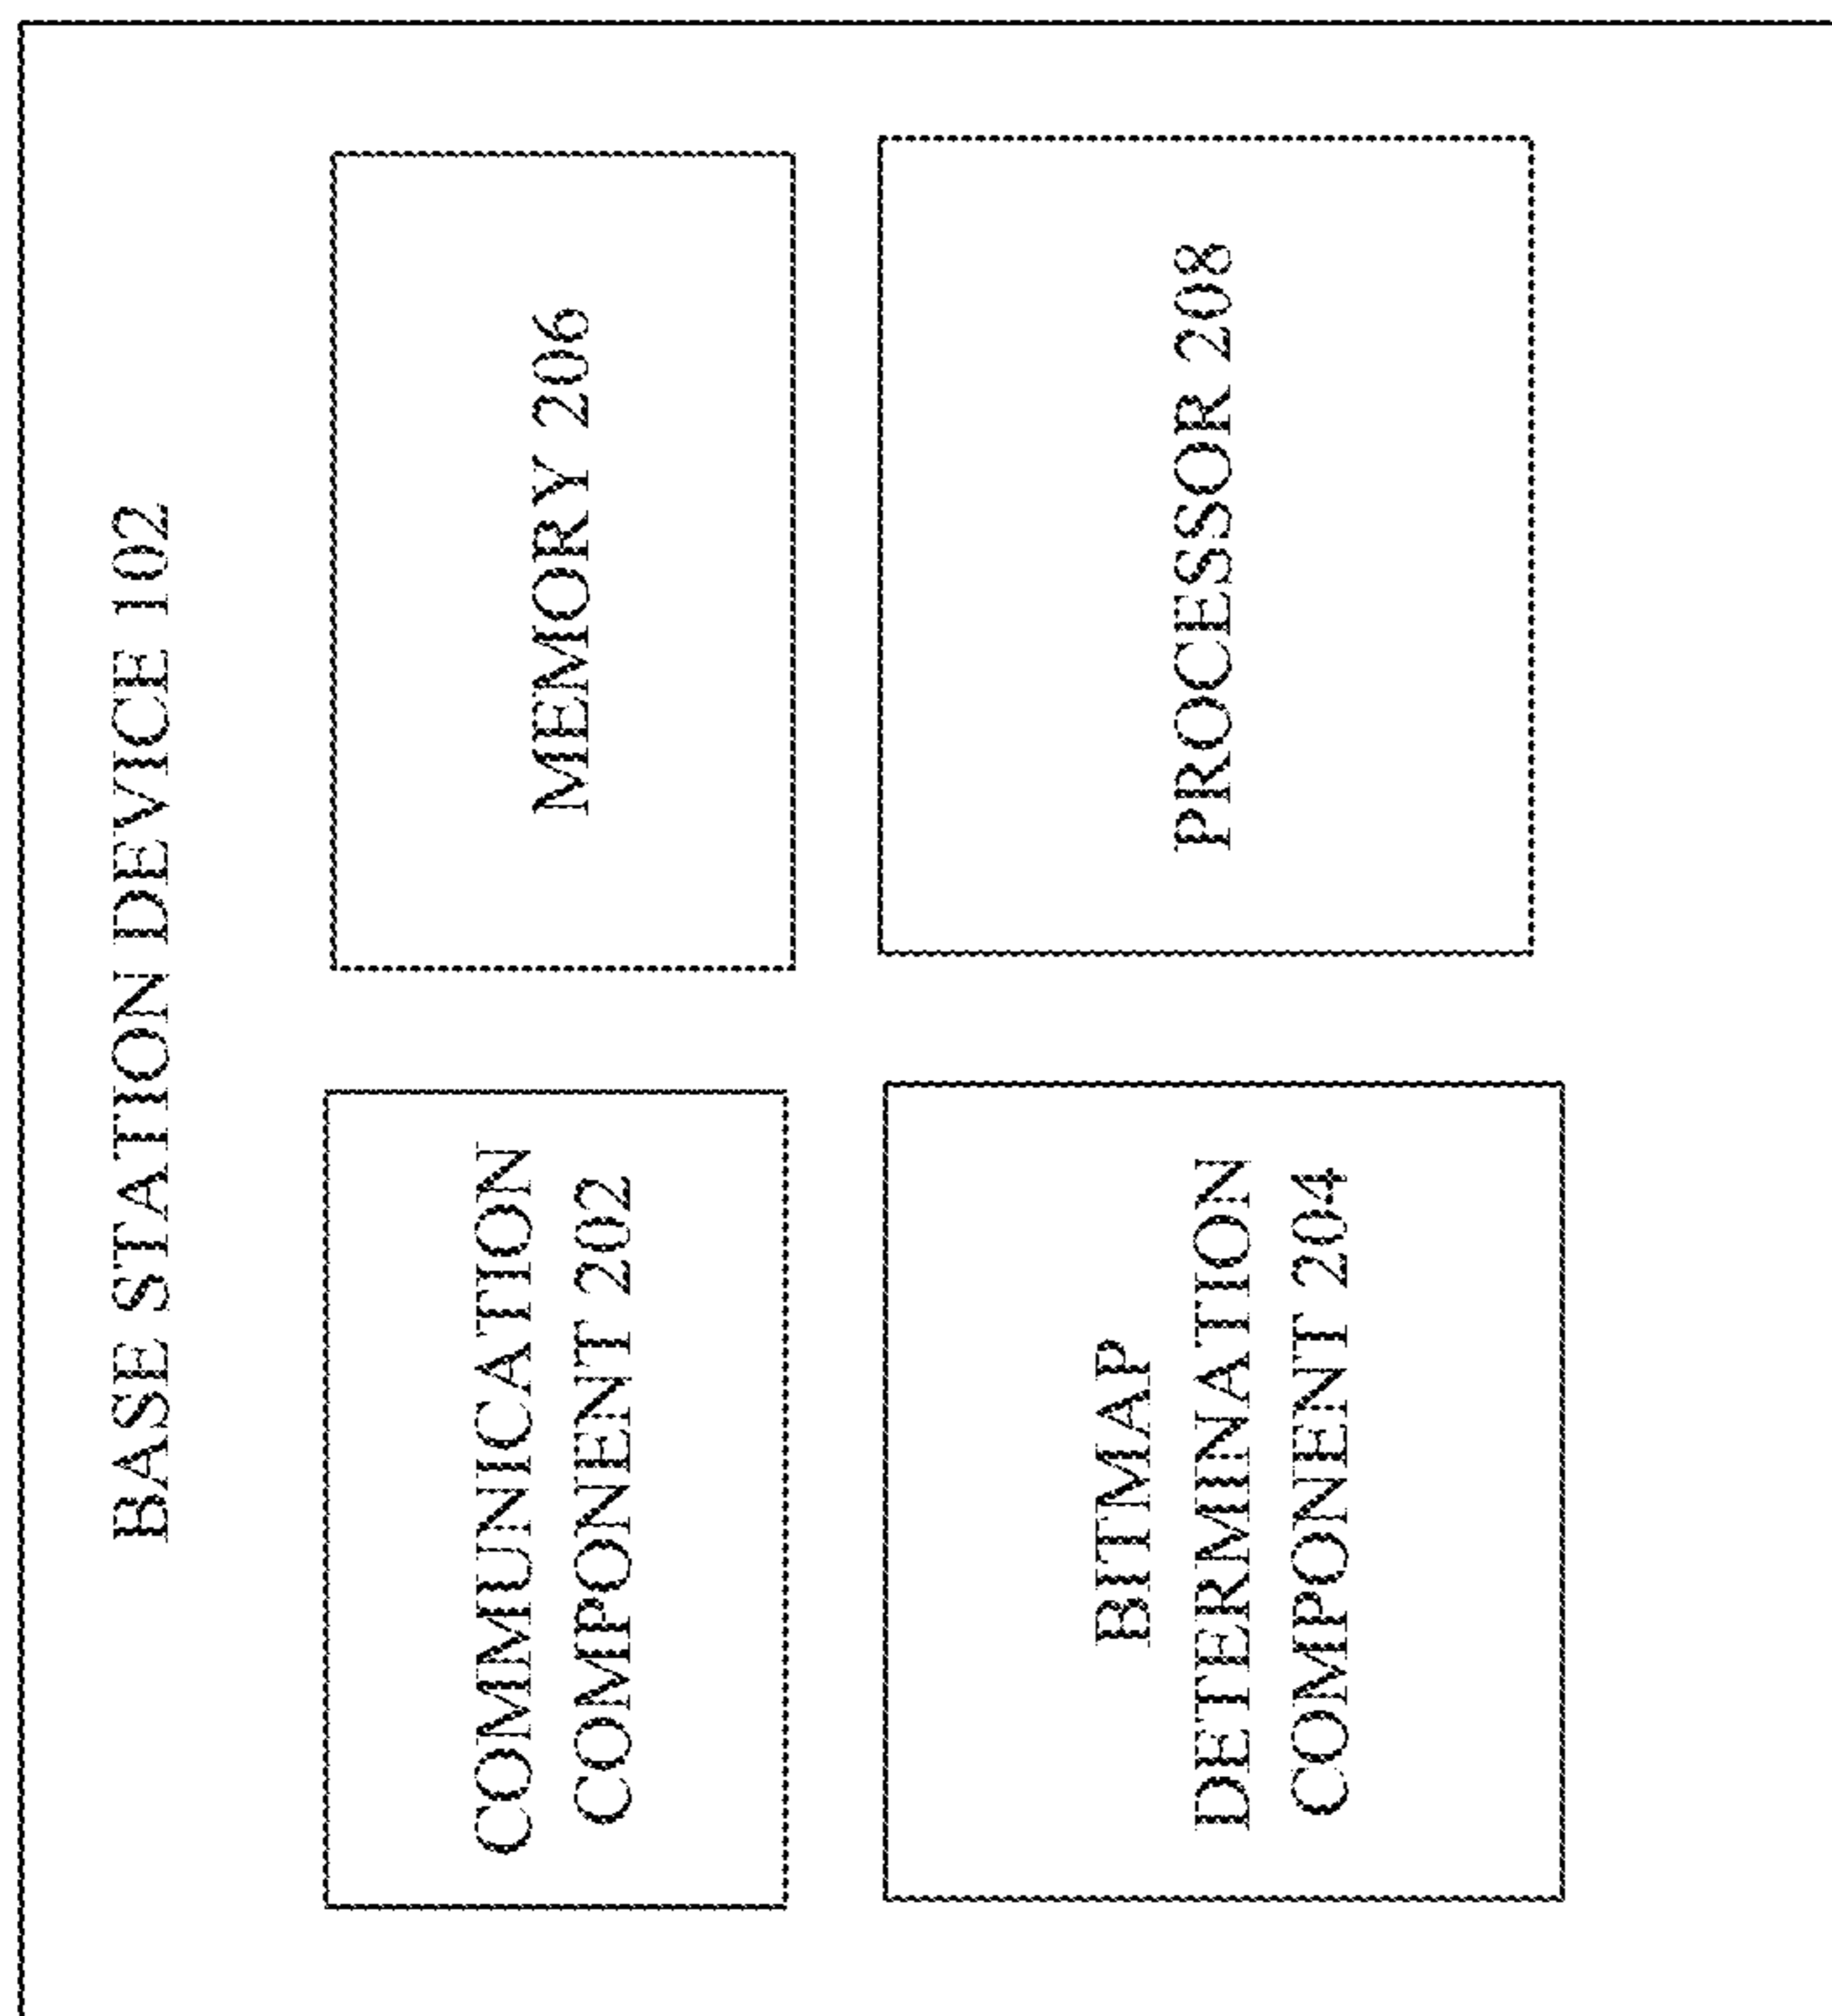 BASE STATION DEVICE 102
COMMUNICATION
COMPONENT 202
MEMORY 206
BITMAP
DETERMINATION
COMPONENT 204
PROCESSOR 208